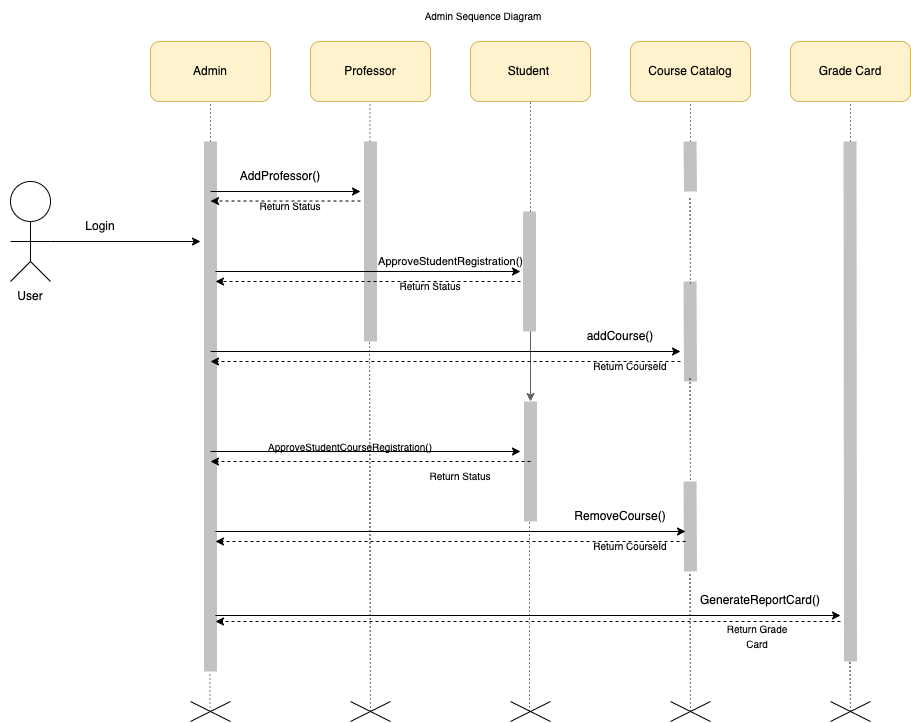 Admin Sequence Diagram
Admin
Professor
Student
Course Catalog
Grade Card
AddProfessor()
Return Status
Login
ApproveStudentRegistration()
Return Status
User
addCourse()
Return CourseId
ApproveStudentCourseRegistration()
Return Status
RemoveCourse()
Return CourseId
GenerateReportCard()
Return Grade
Card